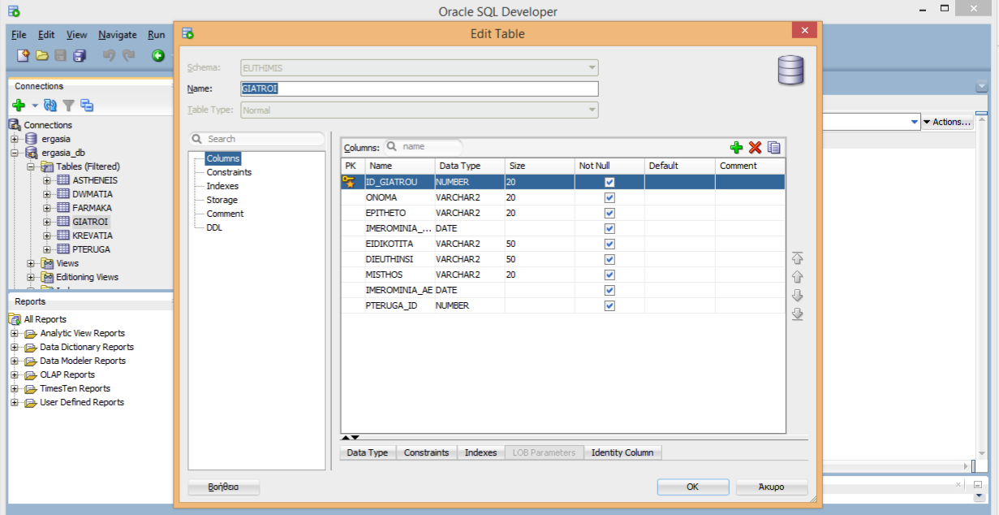 Oracle SQL Developer
File Edit View Navigate Run
Edit Table
Schema: EUTHIMIS
Name: GIATROI
Table Type: Normal
Connections
Connections
ergasia
ergasia_db
Tables (Filtered)
ASTHENEIS
DWMATIA
FARMAKA
GIATROI
KREVATIA
PTERUGA
Views
Editioning Views
Reports
All Reports
Analytic View Reports
Data Dictionary Reports
Data Modeler Reports
OLAP Reports
TimesTen Reports
User Defined Reports
Search
Columns
Constraints
Indexes
Storage
Comment
DDL
Columns: name
PK Name Data Type Size Not Null Default Comment
ID_GIATROU NUMBER 20
ONOMA VARCHAR2 20
EPITHETO VARCHAR2 20
IMEROMINIA_... DATE
EIDIKOTITA VARCHAR2 50
DIEUTHINSI VARCHAR2 50
MISTHOS VARCHAR2 20
IMEROMINIA_AE DATE
PTERUGA_ID NUMBER
Data Type Constraints Indexes LOB Parameters Identity Column
Βοήθεια
OK
Άκυρο
Actions...